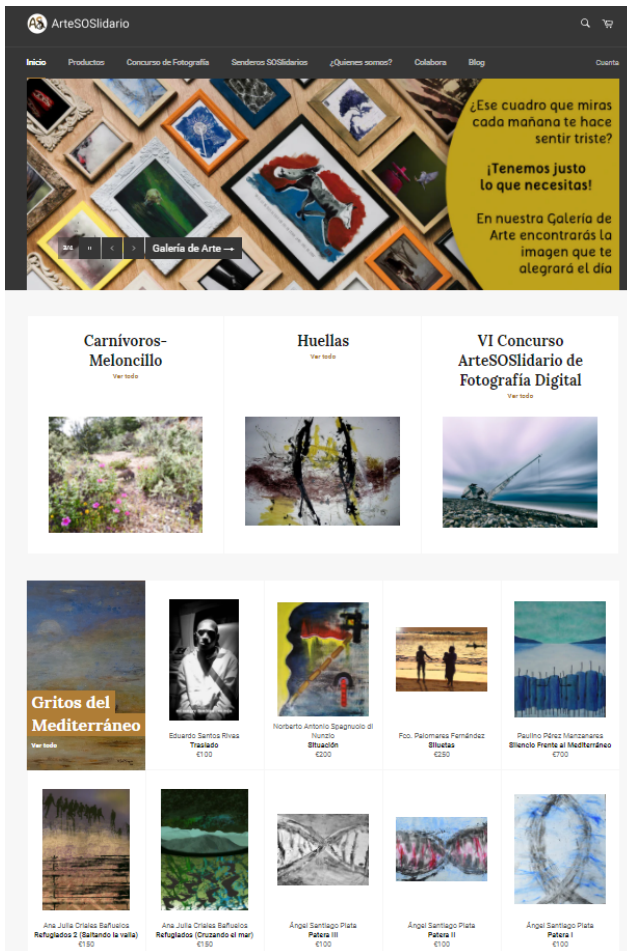 ArteSOSlidario
Inicio Productos Concurso de Fotografía Senderos SOSlidarios ¿Quienes somos? Colabora Blog Cuenta
¿Ese cuadro que miras
cada mañana te hace
sentir triste?
¡Tenemos justo
lo que necesitas!
En nuestra Galería de
Arte encontrarás la
imagen que te
alegrará el día
Galería de Arte →
Carnívoros-
Meloncillo
Ver todo
Huellas
Ver todo
VI Concurso
ArteSOSlidario de
Fotografía Digital
Ver todo
Gritos del
Mediterráneo
Ver todo
Eduardo Santos Rivas
Traslado
€100
Norberto Antonio Spagnuolo di
Nunzio
Situación
€200
Fco. Palomares Fernández
Siluetas
€250
Paulino Pérez Manzanares
Silencio Frente al Mediterráneo
€700
Ana Julia Criales Bañuelos
Refugiados 2 (Saltando la valla)
€150
Ana Julia Criales Bañuelos
Refugiados (Cruzando el mar)
€150
Ángel Santiago Plata
Patera III
€100
Ángel Santiago Plata
Patera II
€100
Ángel Santiago Plata
Patera I
€100